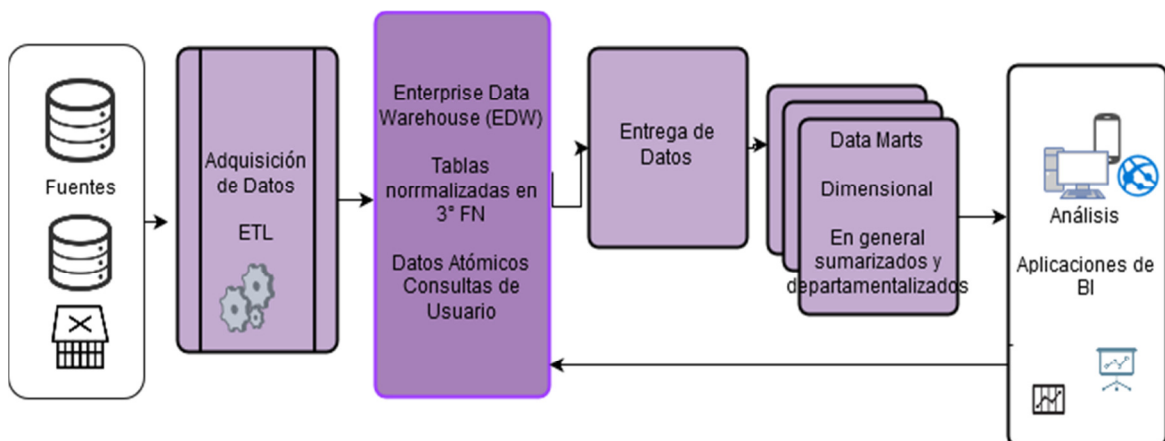 Fuentes
Adquisición
de Datos
ETL
Enterprise Data
Warehouse (EDW)
Tablas
norrmalizadas en
3° FN
Datos Atómicos
Consultas de
Usuario
Entrega de
Datos
Data Marts
Dimensional
En general
sumarizados y
departamentalizados
Análisis
Aplicaciones de
BI